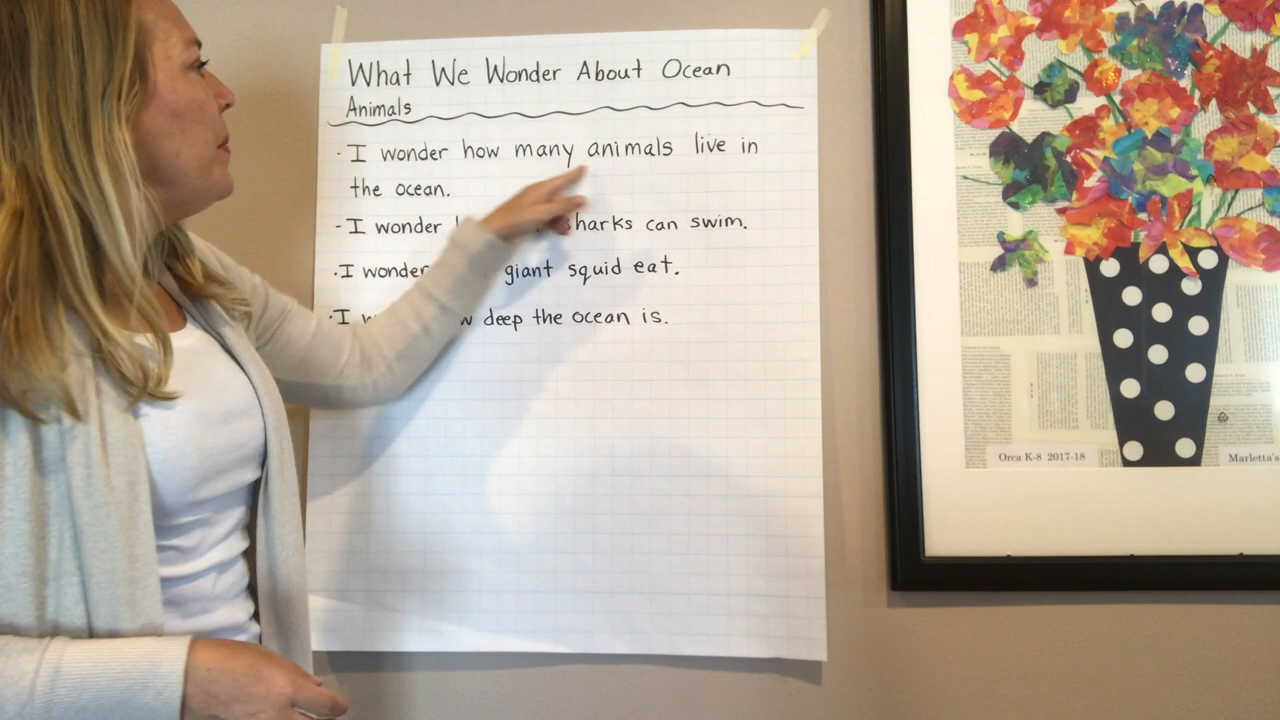 What We Wonder About Ocean
Animals
· I wonder how many animals live in
the ocean.
- I wonder sharks can swim.
· I wonder giant squid eat.
· I deep the ocean is.
Orca K-8 2017-18
Marletta's